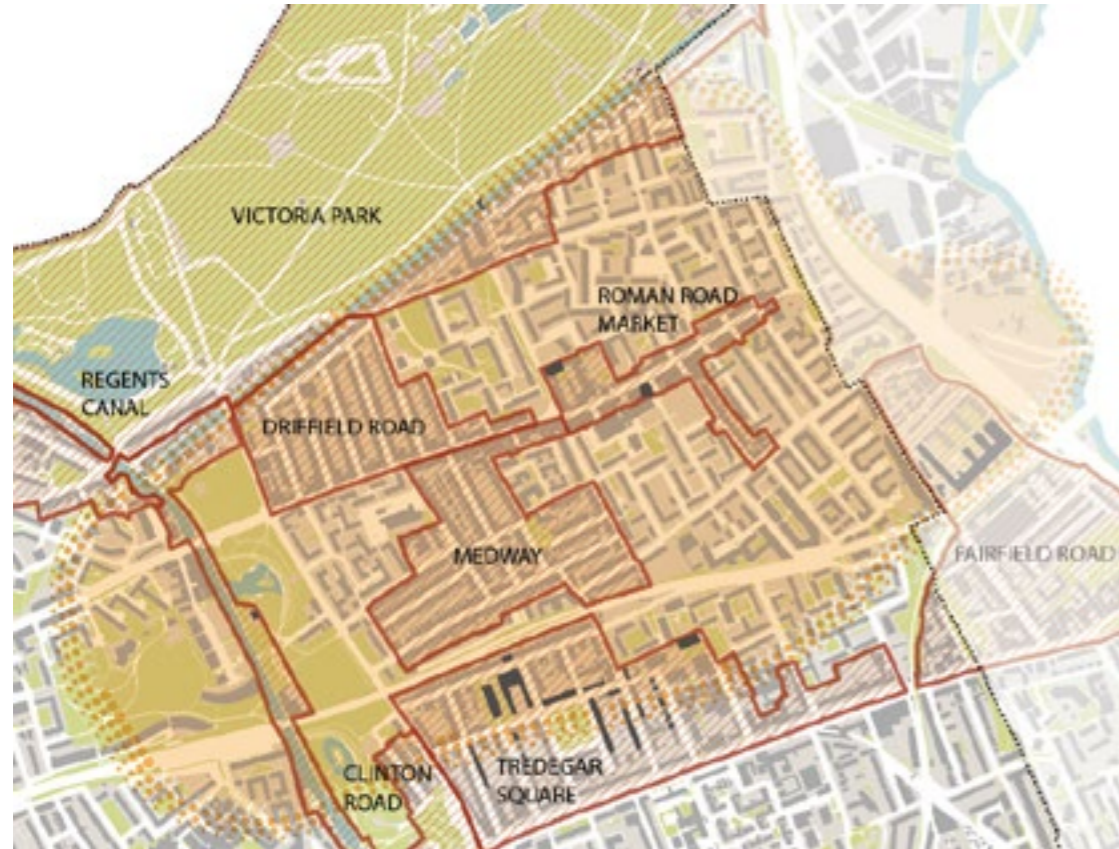 VICTORIA PARK
ROMAN ROAD
MARKET
REGENTS
CANAL
DRIFFIELD ROAD
MEDWAY
FAIRFIELD ROAD
CLINTON
ROAD
TREDEGAR
SQUARE